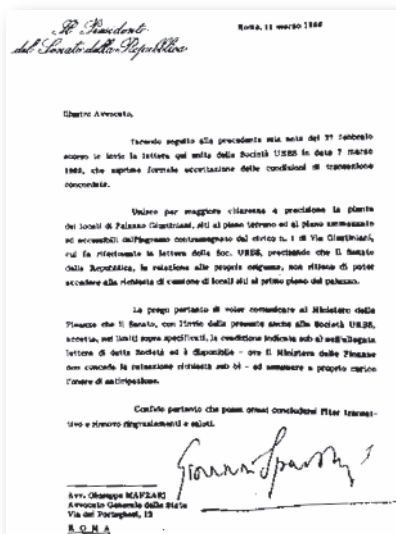 Il Presidente
del Senato della Repubblica
Roma, 11 marzo 1988
Illustre Avvocato,
facendo seguito alla precedente mia nota del 27 febbraio
scorso le invio la lettera qui unita della Società URBS in data 7 marzo
1988, che esprime formale accettazione delle condizioni di transazione
concordate.
Unisco per maggiore chiarezza e precisione la pianta
dei locali di Palazzo Giustiniani, siti al piano terreno ed al piano ammezzato
ed accessibili dall'ingresso contrassegnato dal civico n. 1 di Via Giustiniani,
cui fa riferimento la lettera della Soc. URBS, precisando che il Senato
della Repubblica, in relazione alle proprie esigenze, non ritiene di poter
accedere alla richiesta di cessione di locali siti al primo piano del palazzo.
La prego pertanto di voler comunicare al Ministero delle
Finanze che il Senato, con l'invio della presente anche alla Società URBS,
accetta, nei limiti sopra specificati, la condizione indicata sub a) nell'allegata
lettera di detta Società ed è disponibile - ove il Ministero delle Finanze
non conceda la rateazione richiesta sub b) - ad assumere a proprio carico
l'onere di anticipazione.
Confido pertanto che possa ormai concludersi l'iter transat-
tivo e rinnovo ringraziamenti e saluti.
Giovanni Spadolini
Avv. Giuseppe MANZARI
Avvocato Generale dello Stato
Via dei Portoghesi, 12
R O M A